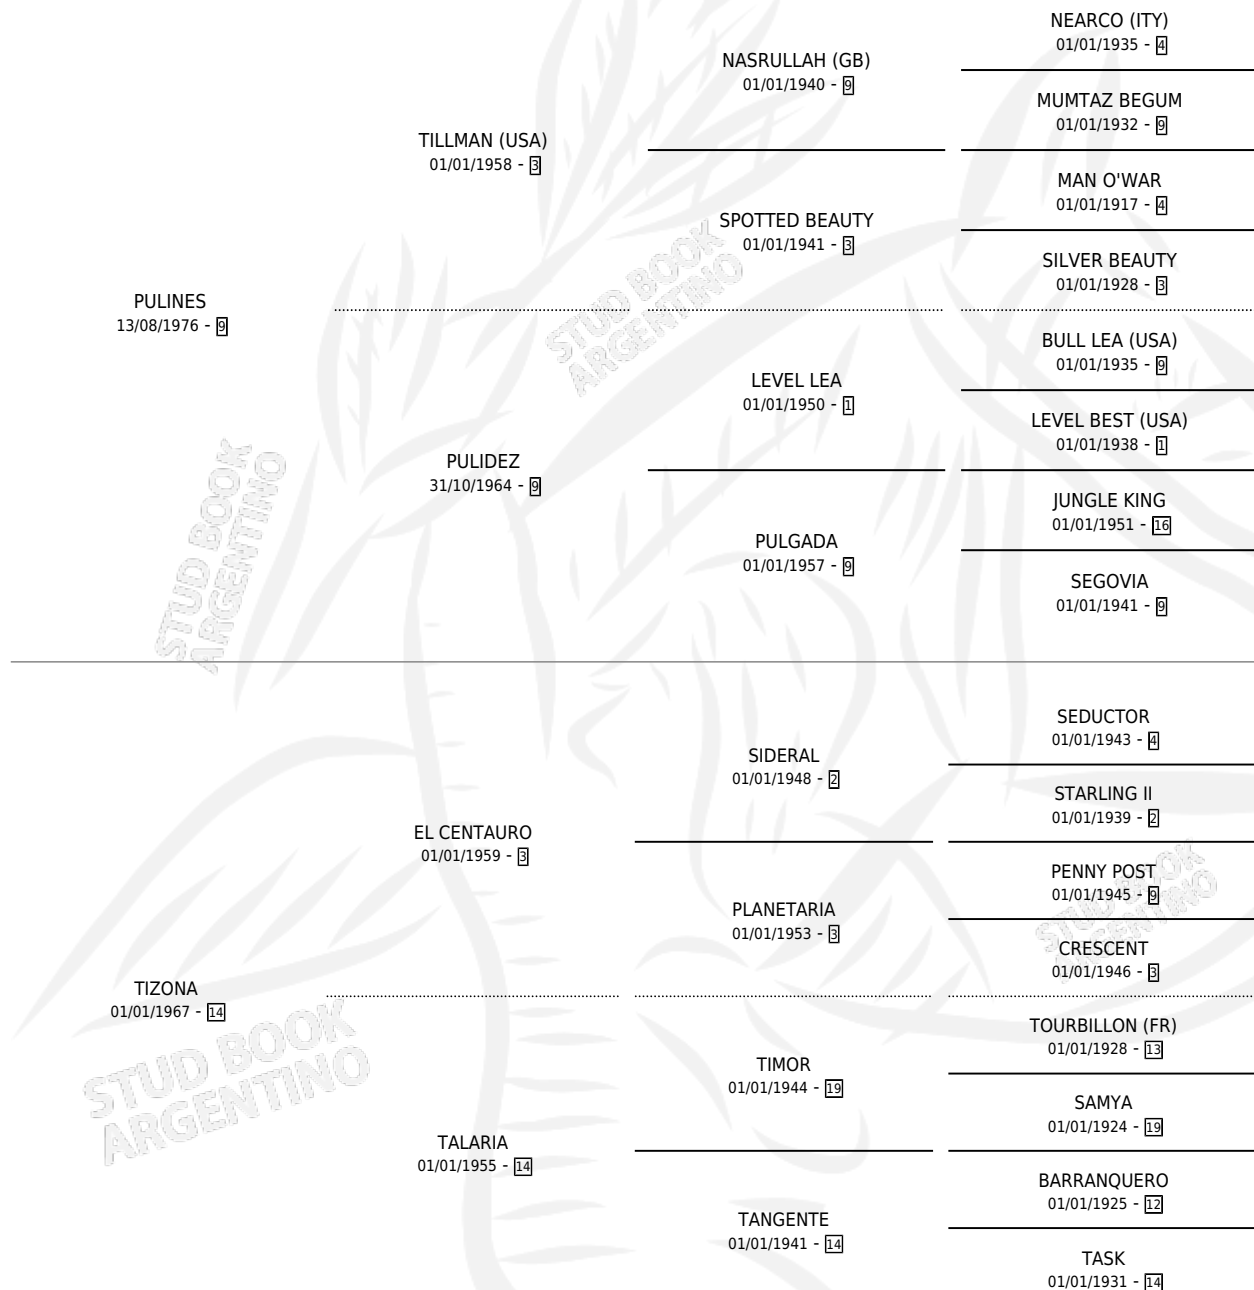 PULINES
13/08/1976 - 9
TILLMAN (USA)
01/01/1958 - 3
NASRULLAH (GB)
01/01/1940 - 9
NEARCO (ITY)
01/01/1935 - 4
MUMTAZ BEGUM
01/01/1932 - 9
SPOTTED BEAUTY
01/01/1941 - 3
MAN O'WAR
01/01/1917 - 4
SILVER BEAUTY
01/01/1928 - 3
PULIDEZ
31/10/1964 - 9
LEVEL LEA
01/01/1950 - 1
BULL LEA (USA)
01/01/1935 - 9
LEVEL BEST (USA)
01/01/1938 - 1
PULGADA
01/01/1957 - 9
JUNGLE KING
01/01/1951 - 16
SEGOVIA
01/01/1941 - 9
TIZONA
01/01/1967 - 14
EL CENTAURO
01/01/1959 - 3
SIDERAL
01/01/1948 - 2
SEDUCTOR
01/01/1943 - 4
STARLING II
01/01/1939 - 2
PLANETARIA
01/01/1953 - 3
PENNY POST
01/01/1945 - 9
CRESCENT
01/01/1946 - 3
TALARIA
01/01/1955 - 14
TIMOR
01/01/1944 - 19
TOURBILLON (FR)
01/01/1928 - 13
SAMYA
01/01/1924 - 19
TANGENTE
01/01/1941 - 14
BARRANQUERO
01/01/1925 - 12
TASK
01/01/1931 - 14
STUD BOOK
ARGENTINO
STUD BOOK
ARGENTINO
STUD BOOK
ARGENTINO
STUD BOOK
ARGENTINO